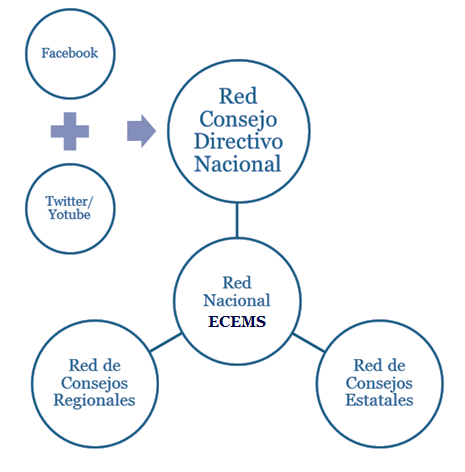 Facebook
Twitter/
Yotube
Red
Consejo
Directivo
Nacional
Red
Nacional
ECEMS
Red de
Consejos
Regionales
Red de
Consejos
Estatales